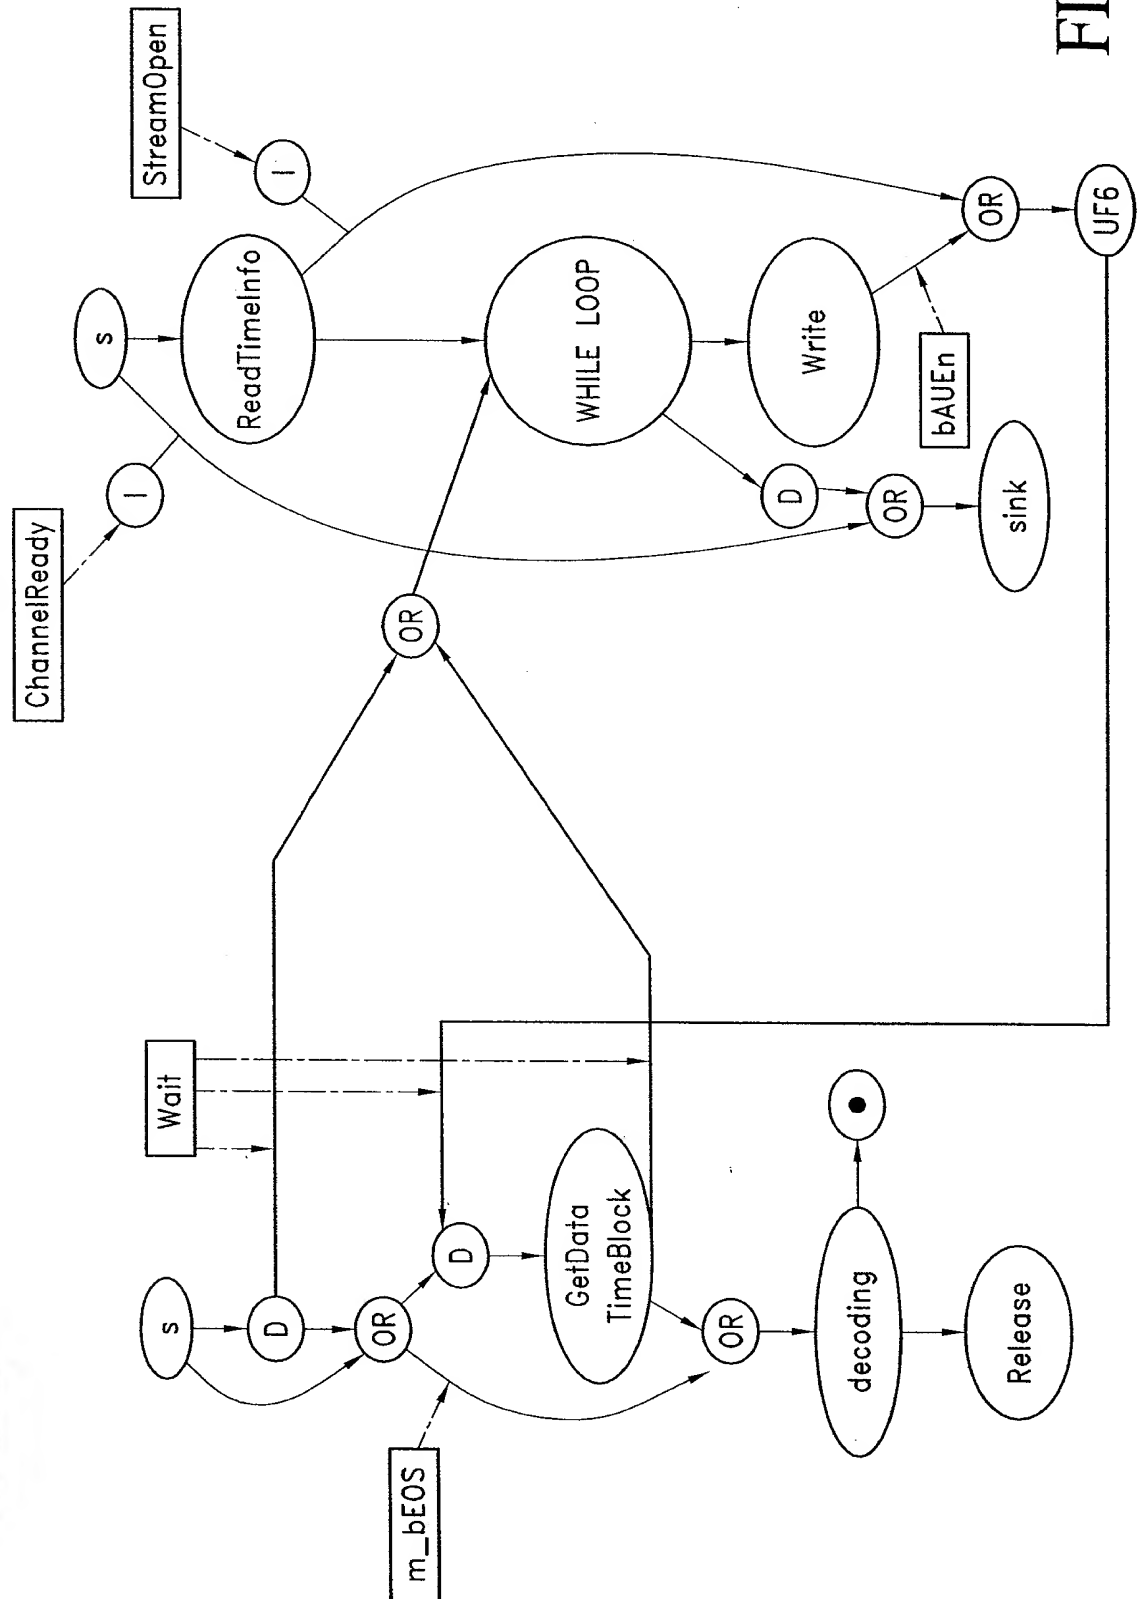 ChannelReady
s
I
StreamOpen
s
Wait
ReadTimeInfo
D
I
OR
m_bEOS
OR
D
GetData
TimeBlock
WHILE LOOP
OR
D
Write
decoding
OR
bAUEn
OR
Release
sink
UF6
FI